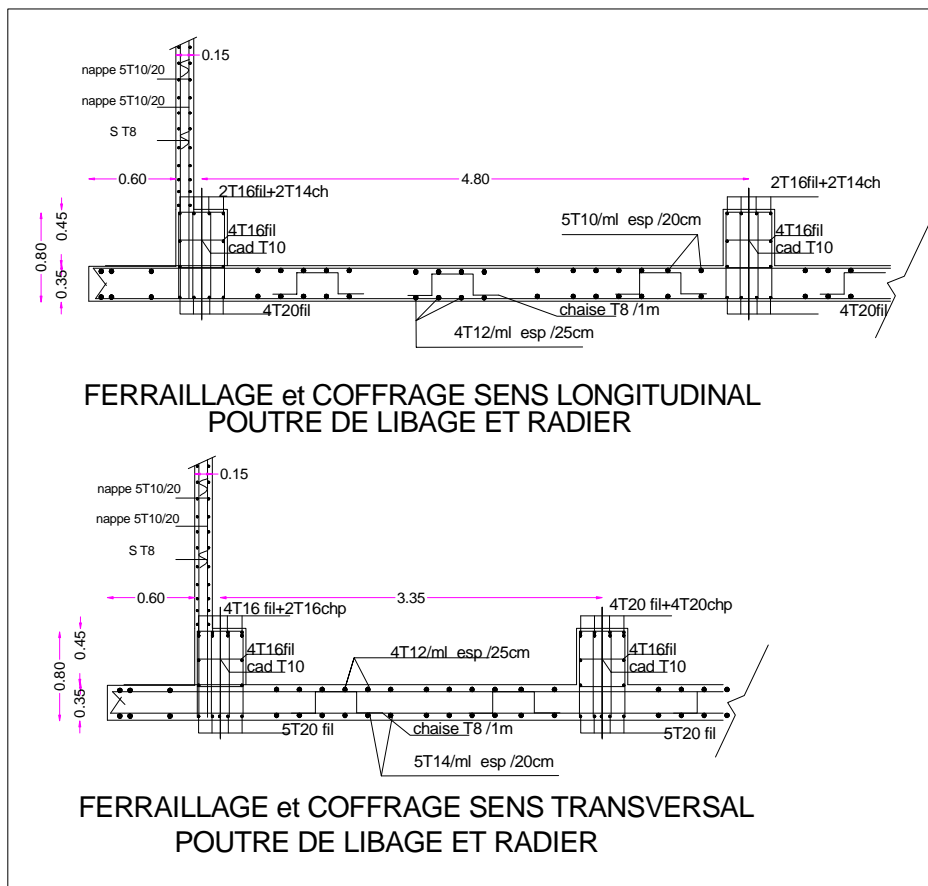 0.15
nappe 5T10/20
nappe 5T10/20
S T8
0.60
4.80
2T16fil+2T14ch
2T16fil+2T14ch
5T10/ml esp /20cm
0.45
0.80
0.35
4T16fil
cad T10
4T16fil
cad T10
4T20fil
chaise T8 /1m
4T20fil
4T12/ml esp /25cm
FERRAILLAGE et COFFRAGE SENS LONGITUDINAL
POUTRE DE LIBAGE ET RADIER
0.15
nappe 5T10/20
nappe 5T10/20
S T8
0.60
3.35
4T16 fil+2T16chp
4T20 fil+4T20chp
0.45
0.80
0.35
4T16fil
cad T10
4T12/ml esp /25cm
4T16fil
cad T10
5T20 fil
chaise T8 /1m
5T20 fil
5T14/ml esp /20cm
FERRAILLAGE et COFFRAGE SENS TRANSVERSAL
POUTRE DE LIBAGE ET RADIER